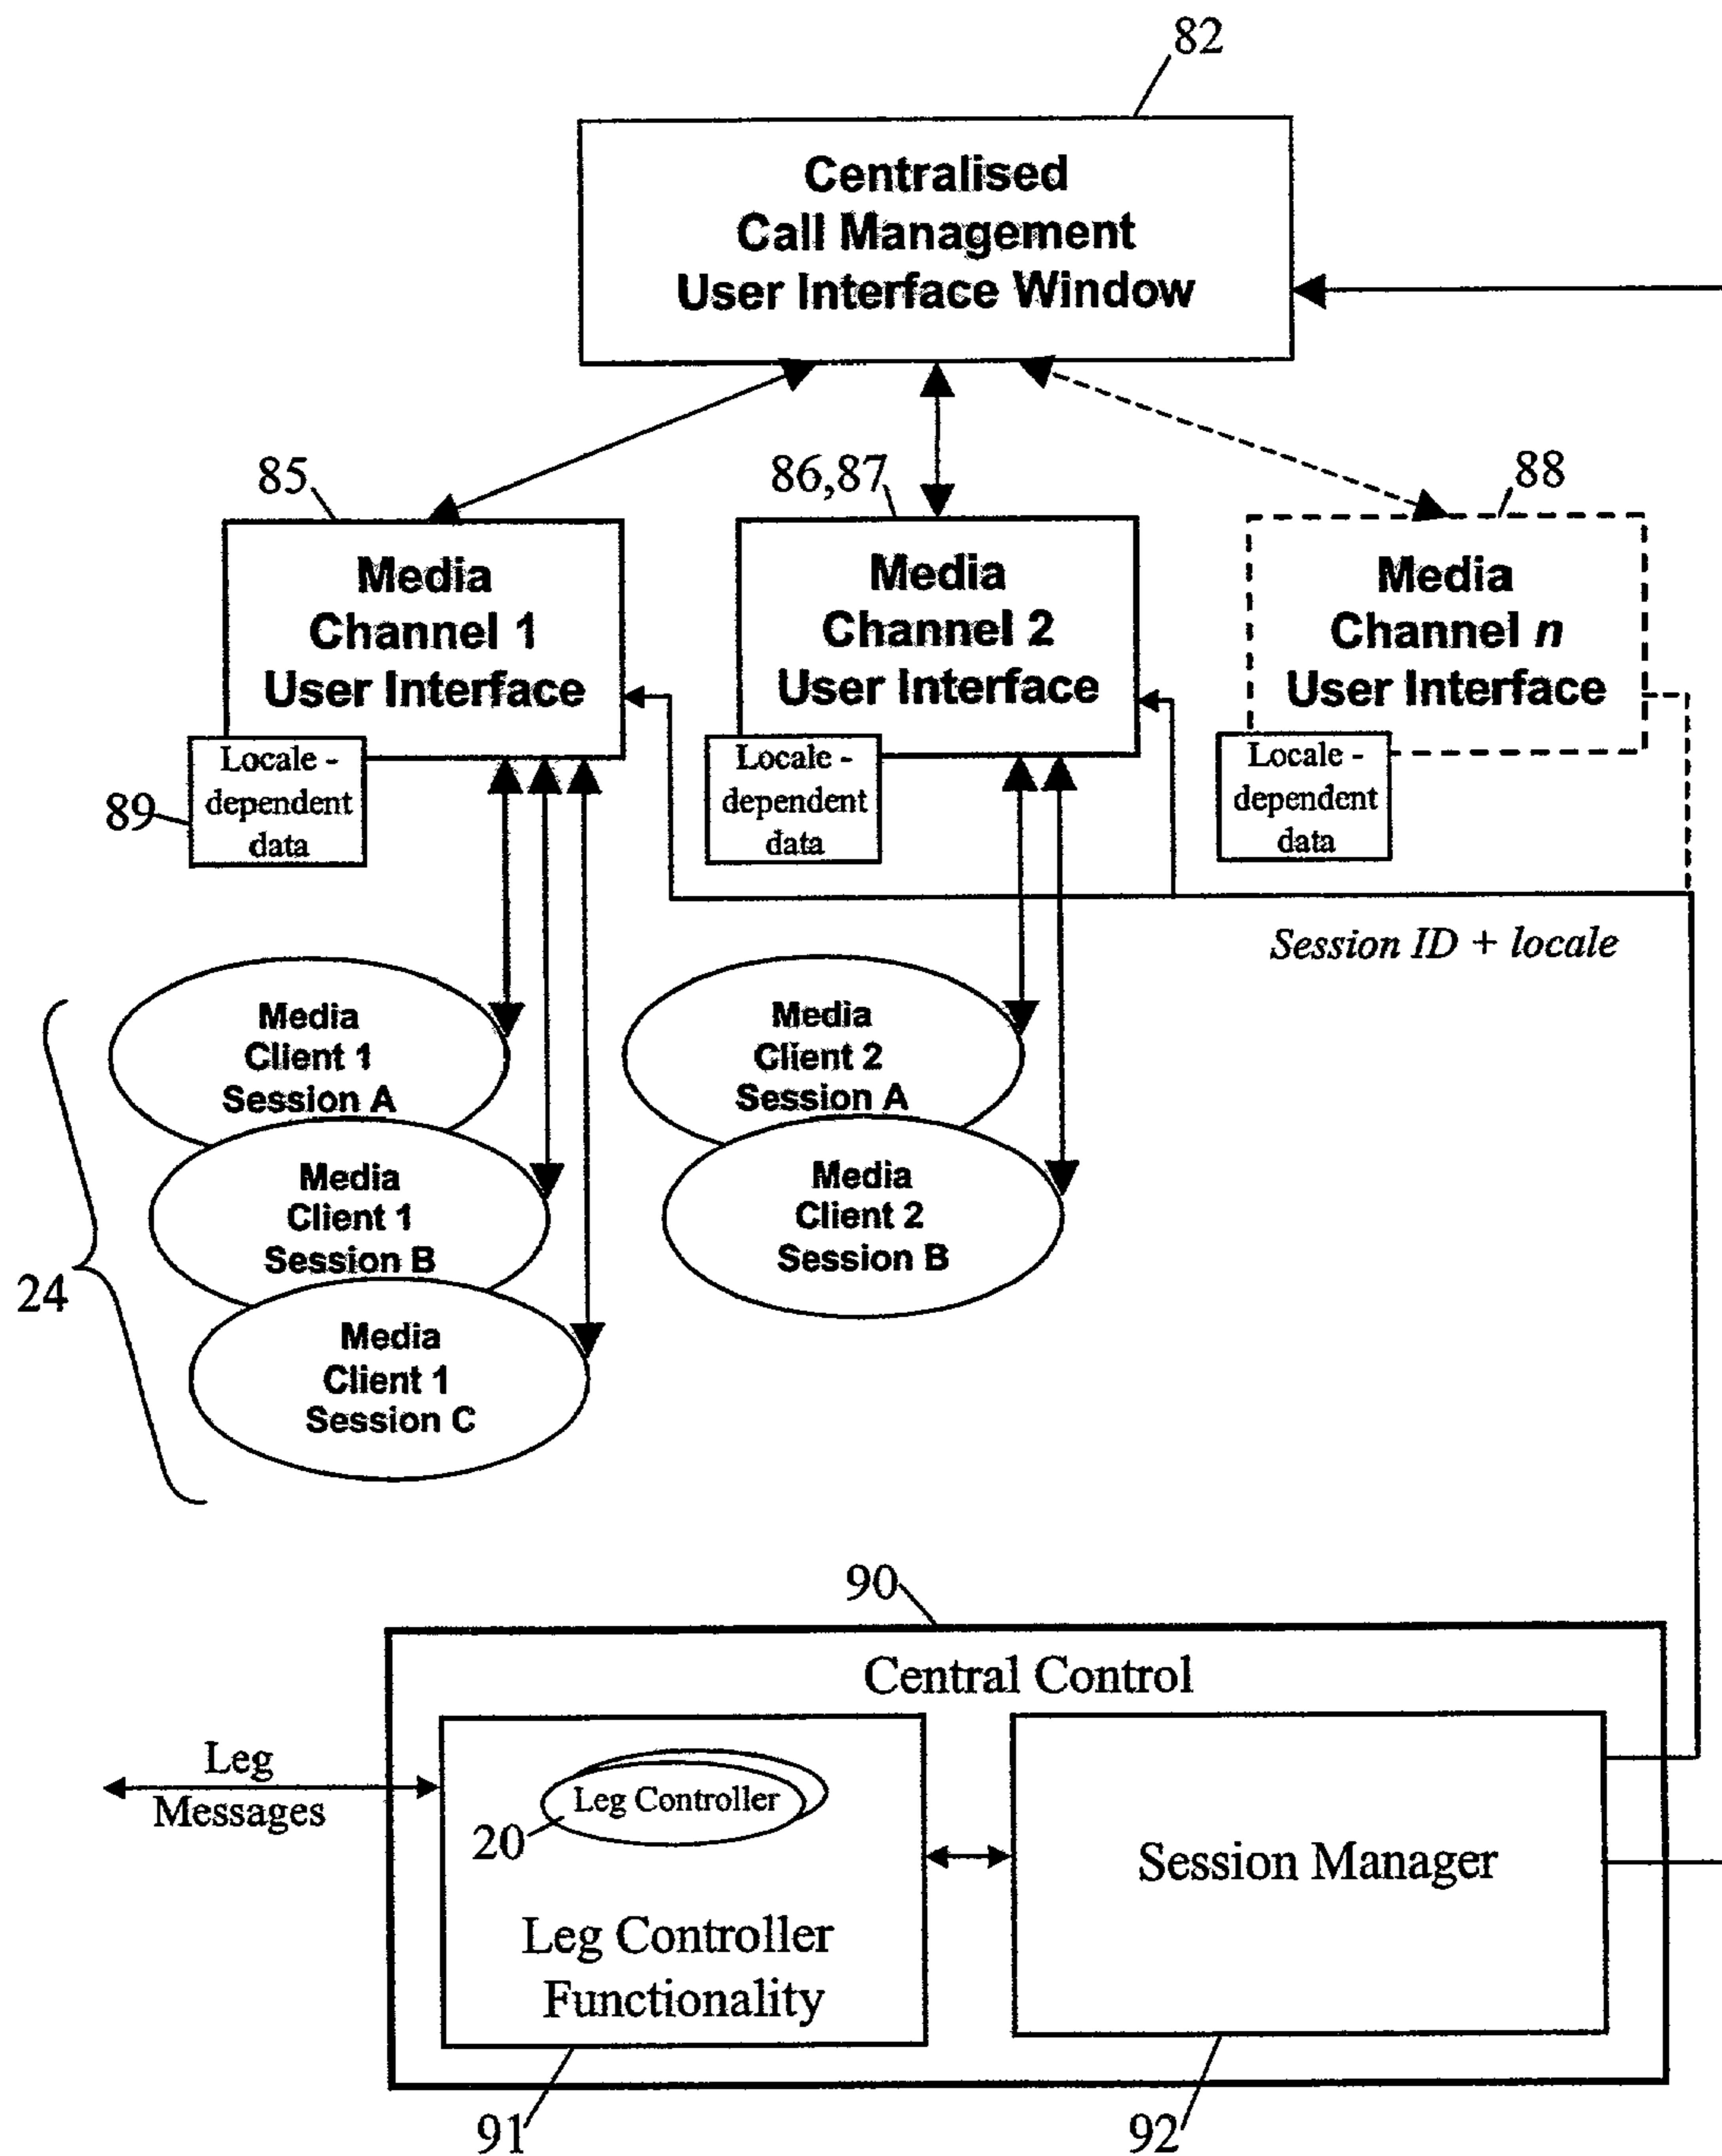 82
Centralised
Call Management
User Interface Window
85
86,87
88
Media
Channel 1
User Interface
Media
Channel 2
User Interface
Media
Channel n
User Interface
89
Locale -
dependent
data
Locale -
dependent
data
Locale -
dependent
data
Session ID + locale
24
Media
Client 1
Session A
Media
Client 1
Session B
Media
Client 1
Session C
Media
Client 2
Session A
Media
Client 2
Session B
90
Central Control
Leg
Messages
Leg Controller
20
Leg Controller
Functionality
Session Manager
91
92